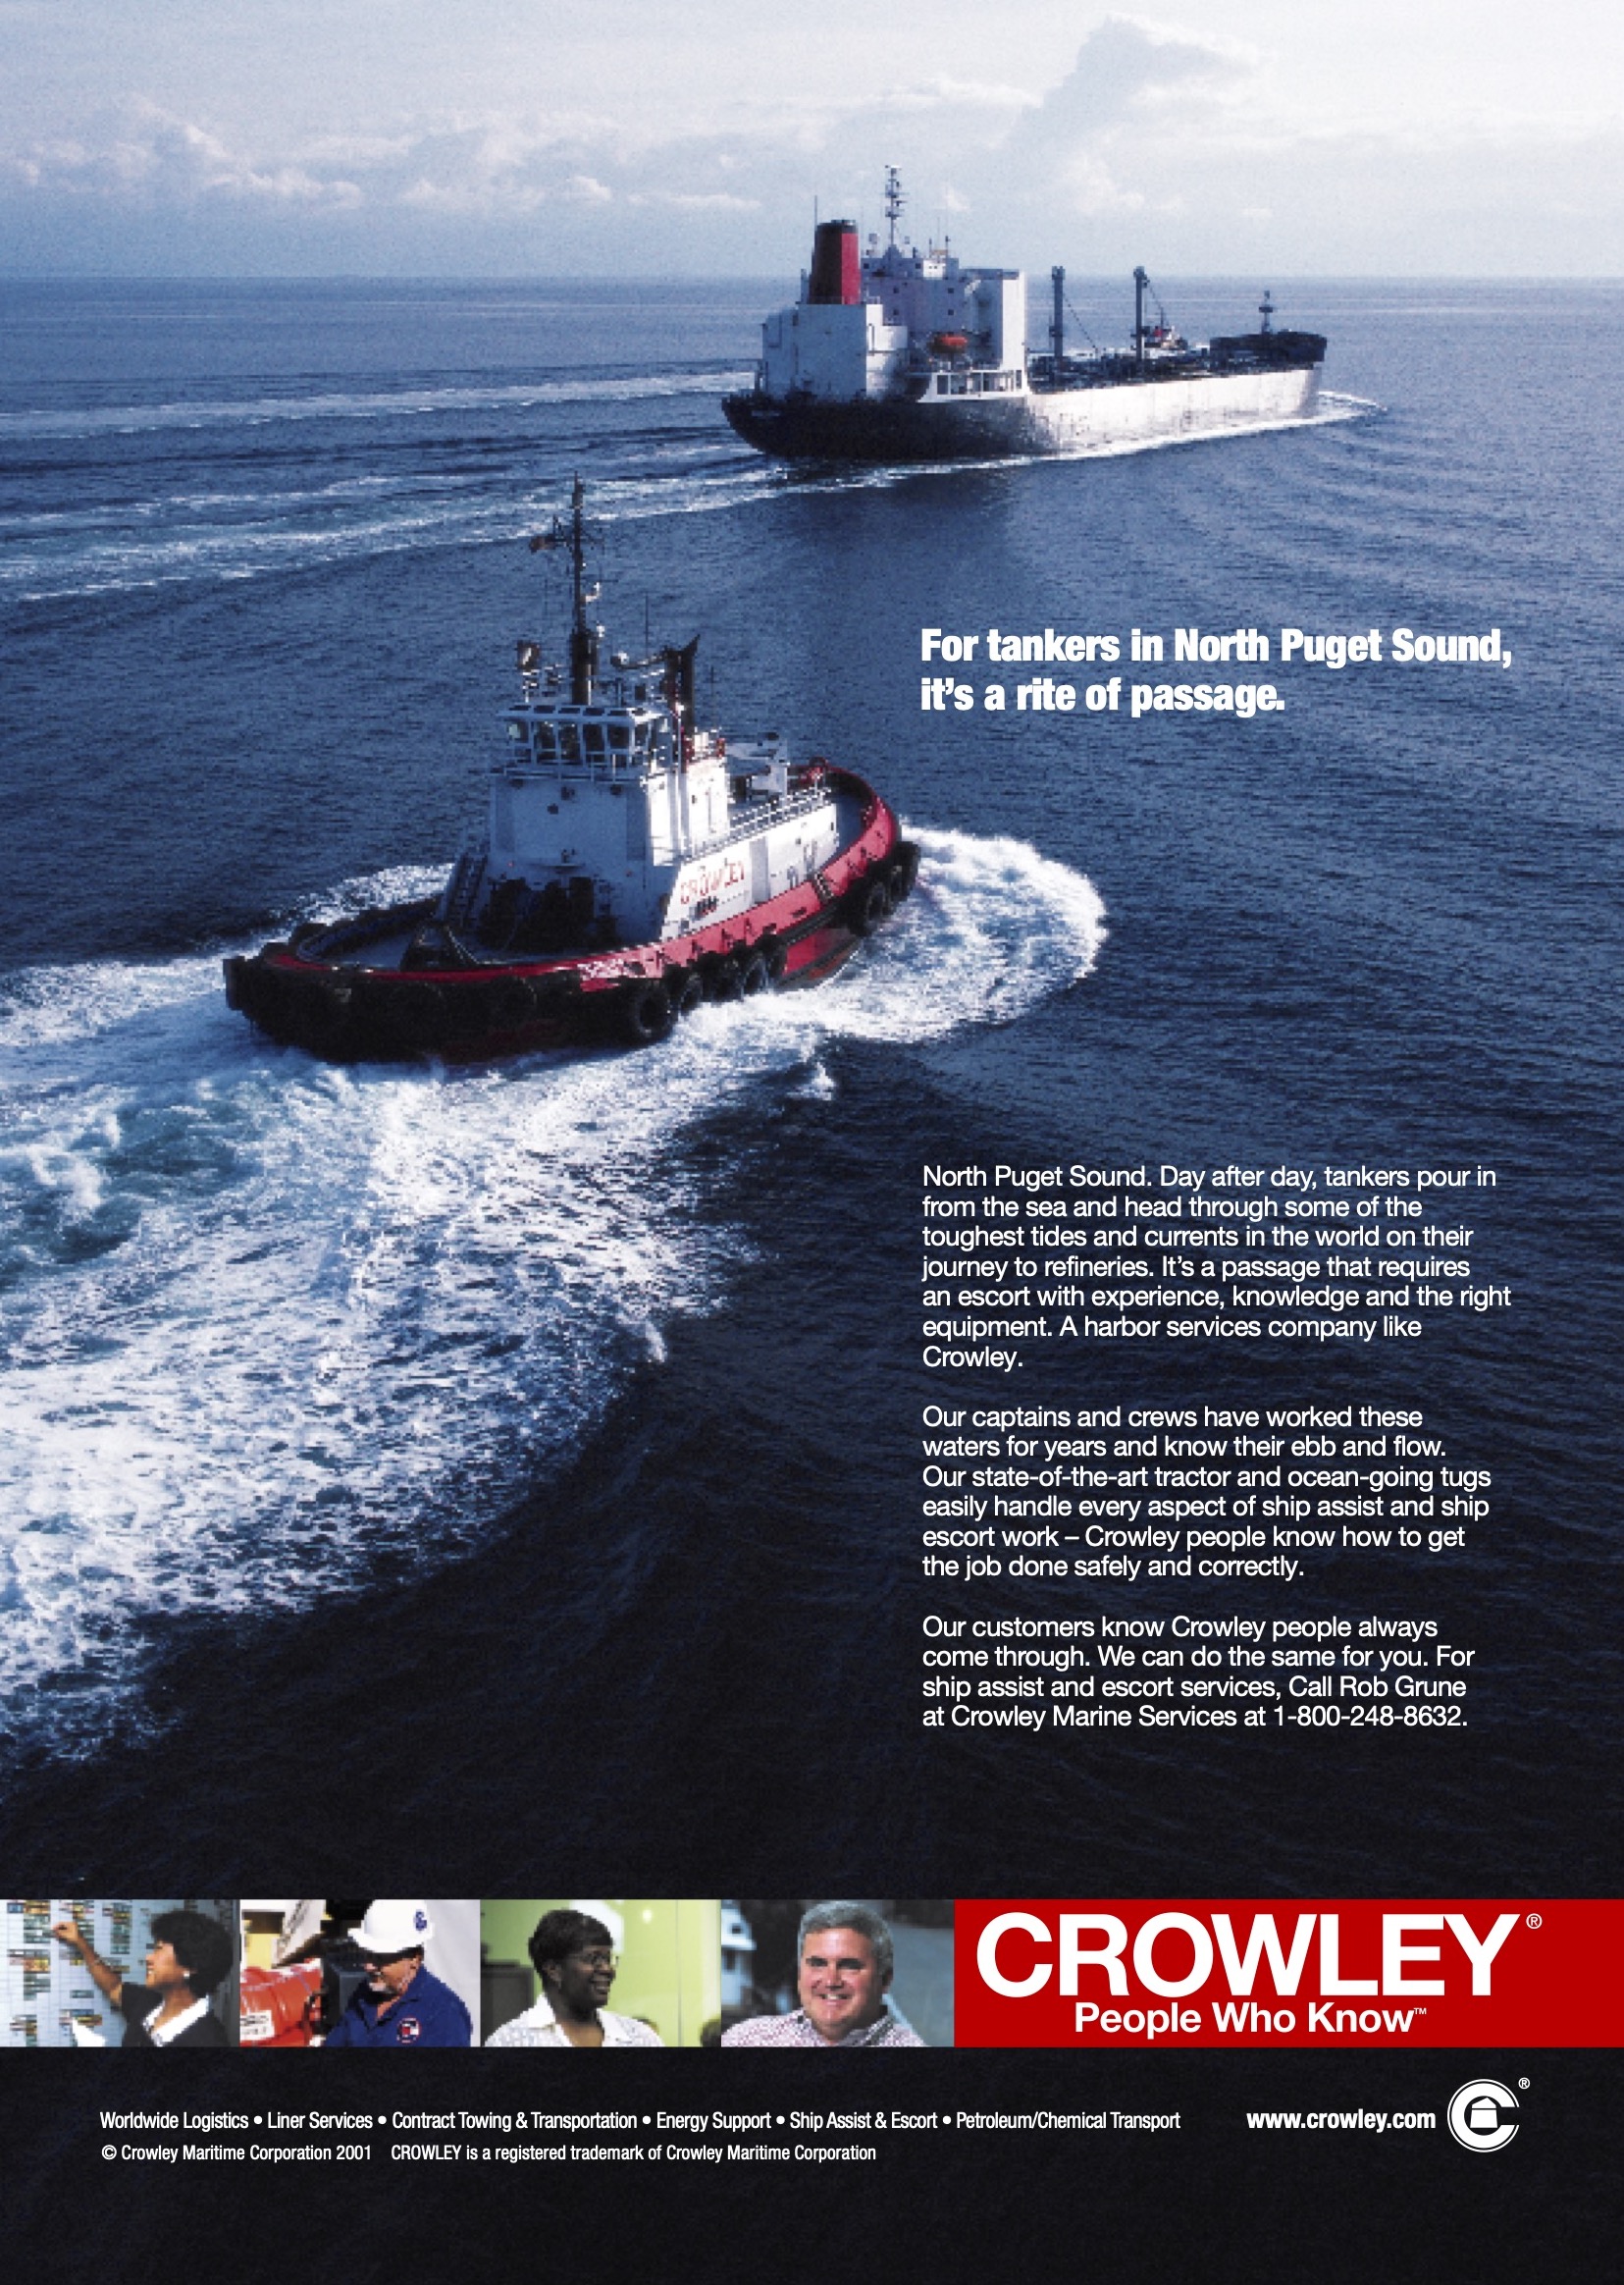 For tankers in North Puget Sound,
it's a rite of passage.
CROWLEY
North Puget Sound. Day after day, tankers pour in
from the sea and head through some of the
toughest tides and currents in the world on their
journey to refineries. It's a passage that requires
an escort with experience, knowledge and the right
equipment. A harbor services company like
Crowley.
Our captains and crews have worked these
waters for years and know their ebb and flow.
Our state-of-the-art tractor and ocean-going tugs
easily handle every aspect of ship assist and ship
escort work – Crowley people know how to get
the job done safely and correctly.
Our customers know Crowley people always
come through. We can do the same for you. For
ship assist and escort services, Call Rob Grune
at Crowley Marine Services at 1-800-248-8632.
CROWLEY®
People Who Know™
Worldwide Logistics • Liner Services • Contract Towing & Transportation • Energy Support • Ship Assist & Escort • Petroleum/Chemical Transport
www.crowley.com
©®
© Crowley Maritime Corporation 2001 CROWLEY is a registered trademark of Crowley Maritime Corporation